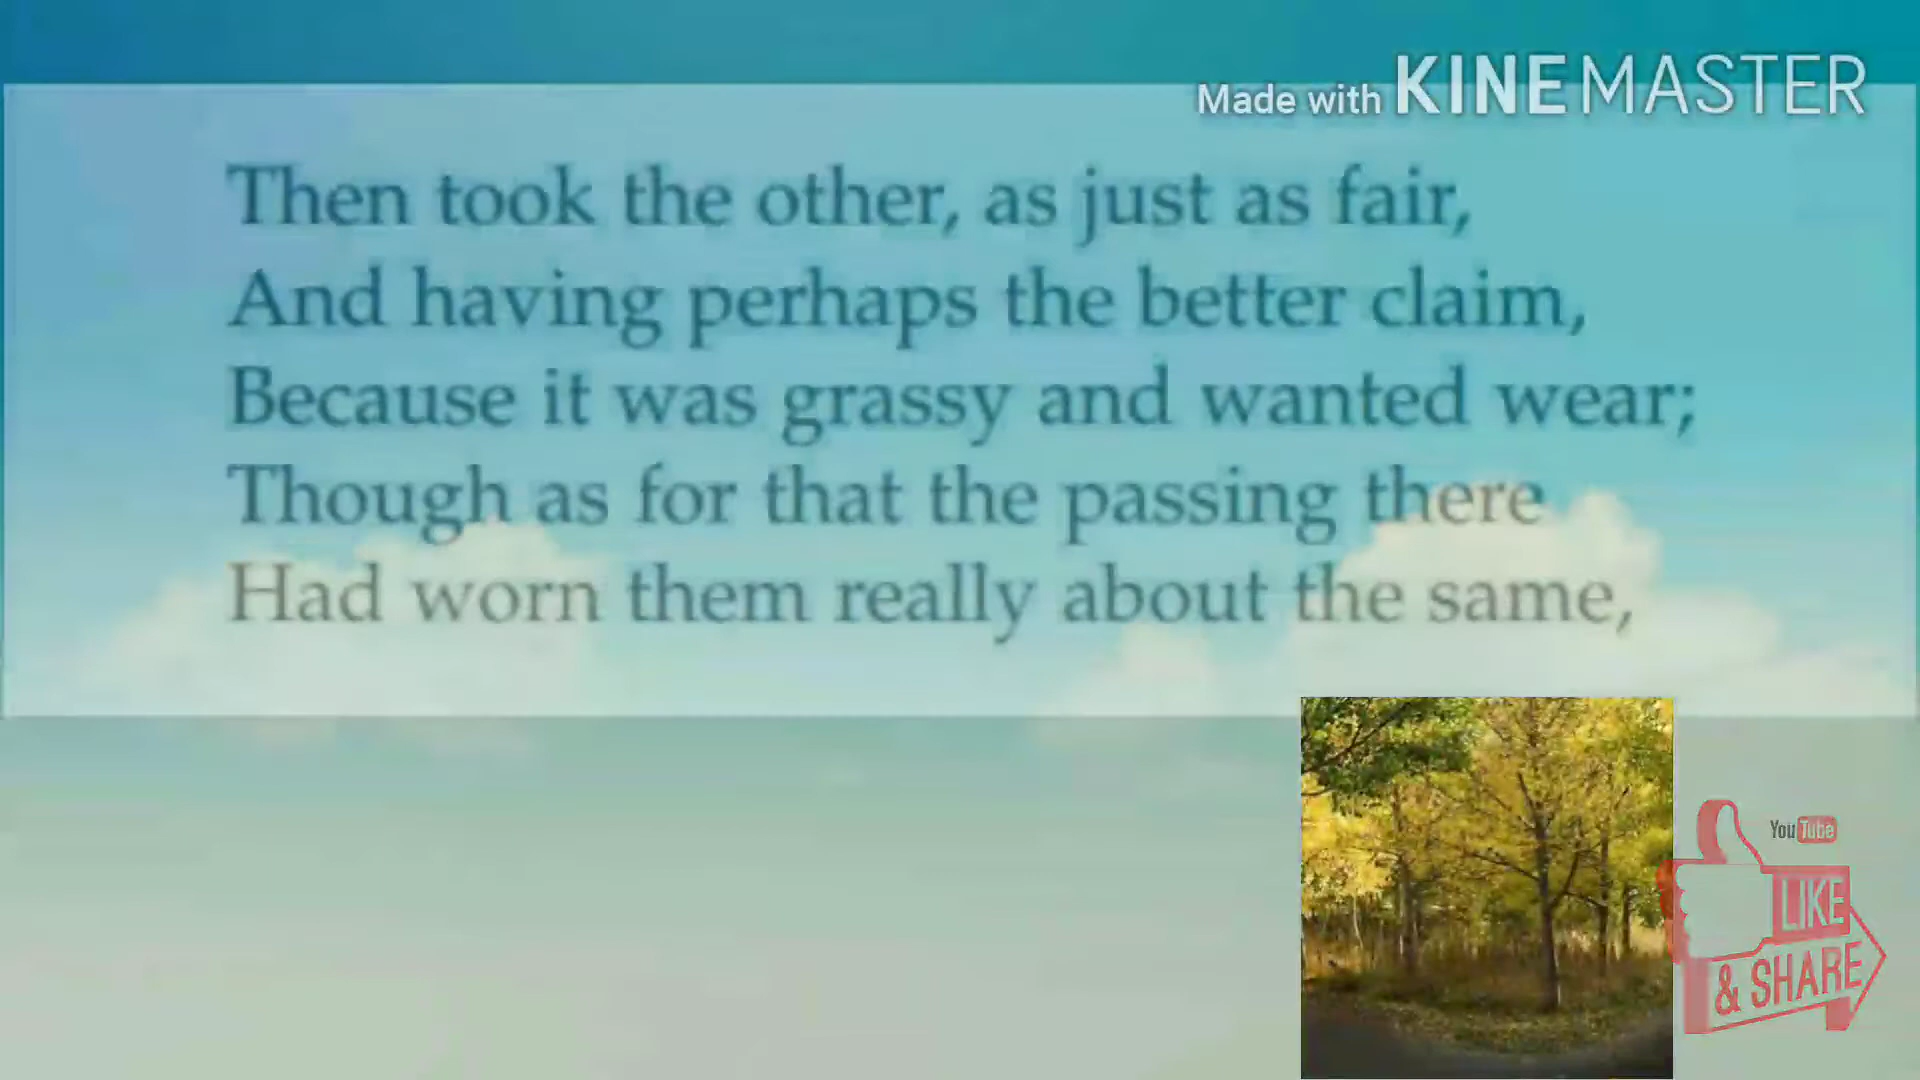 Made with KINEMASTER
Then took the other, as just as fair,
And having perhaps the better claim,
Because it was grassy and wanted wear;
Though as for that the passing there
Had worn them really about the same,
YouTube
LIKE
& SHARE